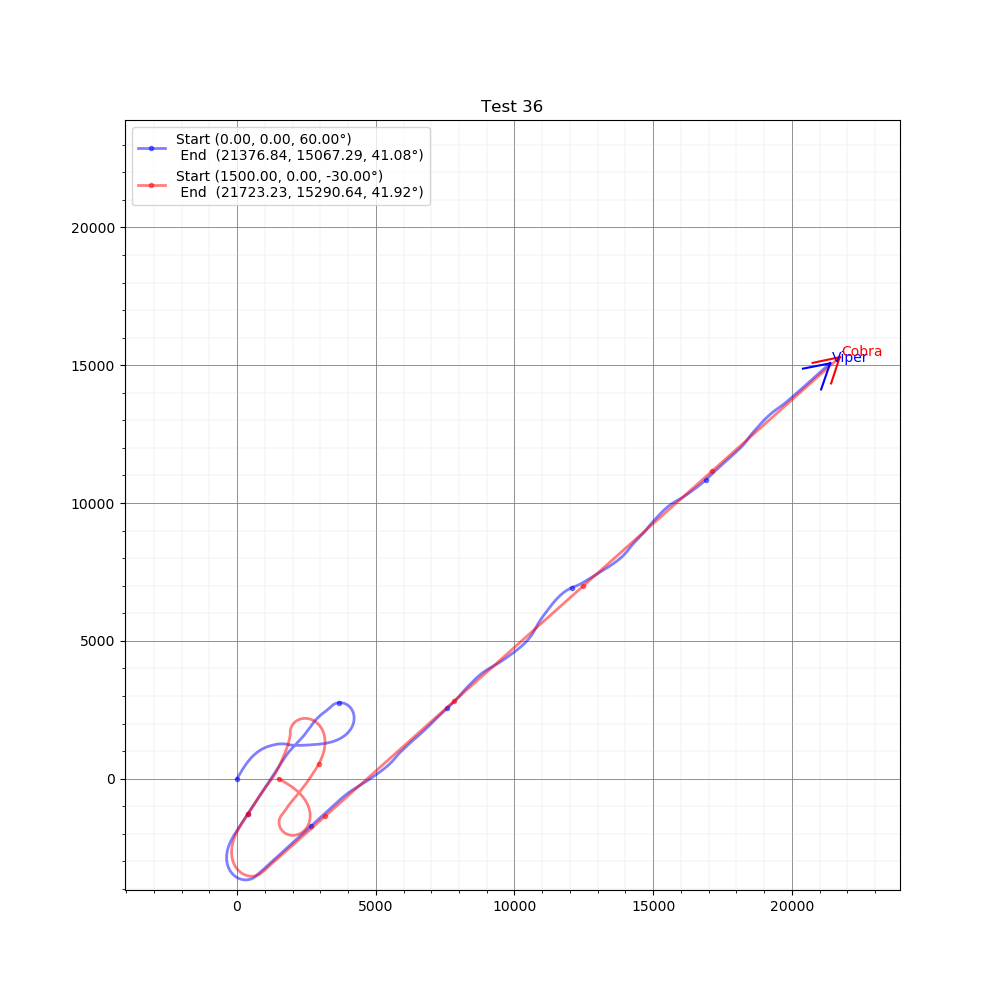 Test 36
Start (0.00, 0.00, 60.00°)
End (21376.84, 15067.29, 41.08°)
Start (1500.00, 0.00, -30.00°)
End (21723.23, 15290.64, 41.92°)
20000
15000
10000
5000
0
Cobra
Viper
0
5000
10000
15000
20000